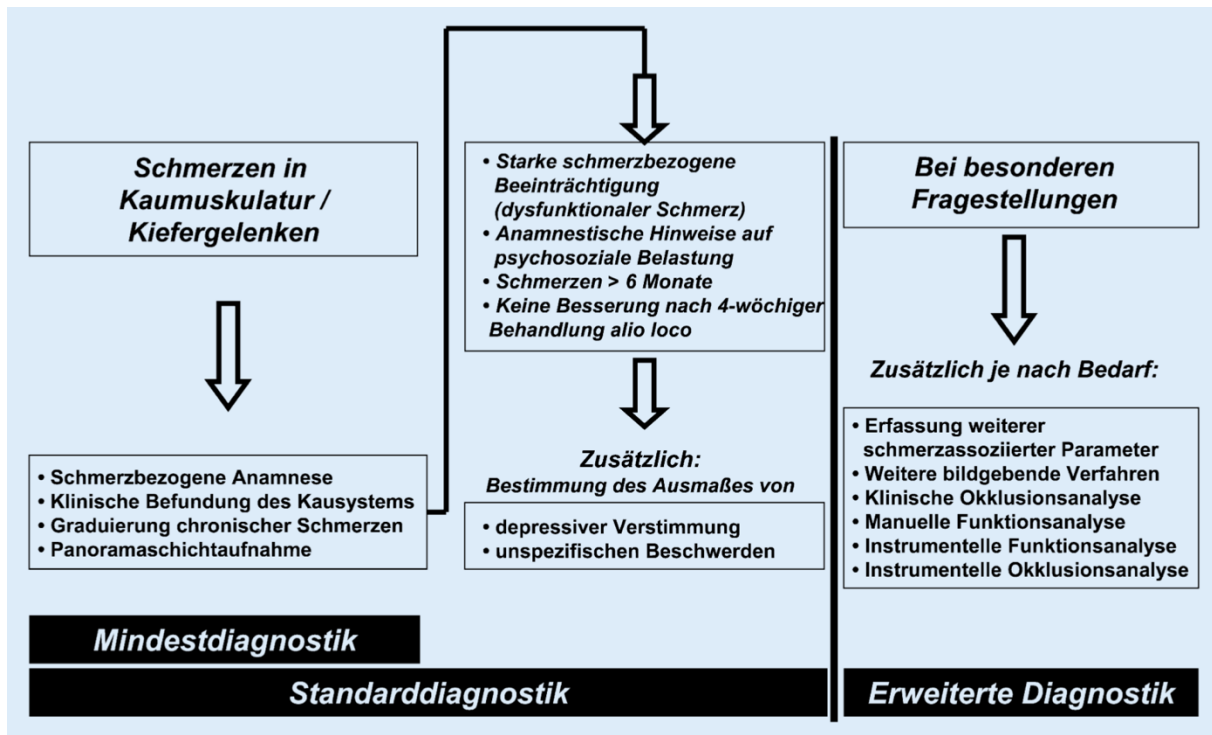 Schmerzen in
Kaumuskulatur /
Kiefergelenken
• Schmerzbezogene Anamnese
• Klinische Befundung des Kausystems
• Graduierung chronischer Schmerzen
• Panoramaschichtaufnahme
• Starke schmerzbezogene
Beeinträchtigung
(dysfunktionaler Schmerz)
• Anamnestische Hinweise auf
psychosoziale Belastung
• Schmerzen > 6 Monate
• Keine Besserung nach 4-wöchiger
Behandlung alio loco
Zusätzlich:
Bestimmung des Ausmaßes von
• depressiver Verstimmung
• unspezifischen Beschwerden
Bei besonderen
Fragestellungen
Zusätzlich je nach Bedarf:
• Erfassung weiterer
schmerzassoziierter Parameter
• Weitere bildgebende Verfahren
• Klinische Okklusionsanalyse
• Manuelle Funktionsanalyse
• Instrumentelle Funktionsanalyse
• Instrumentelle Okklusionsanalyse
Mindestdiagnostik
Standarddiagnostik
Erweiterte Diagnostik